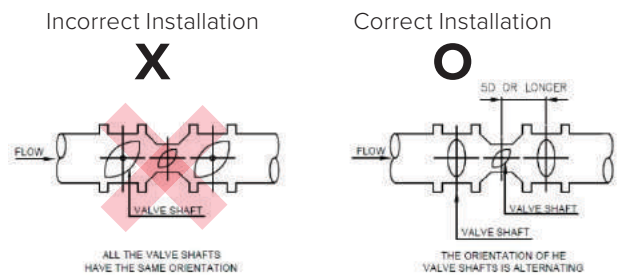 Incorrect Installation
X
FLOW
VALVE SHAFT
ALL THE VALVE SHAFTS
HAVE THE SAME ORIENTATION
Correct Installation
O
5D OR LONGER
FLOW
VALVE SHAFT
VALVE SHAFT
THE ORIENTATION OF HE
VALVE SHAFTS IS ALTERNATING